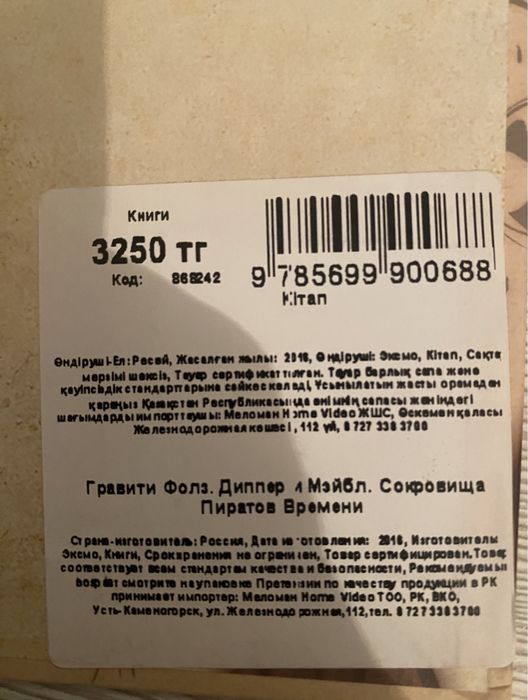 Книги
3250 тг
Код: 868242
9 785699 900688
Кітап
Өндіруші-Ел: Ресей, Жасалған жылы: 2016, Өндіруші: Эксмо, Кітап, Сақтау
мерзімі шексіз, Тауар сертификатталған. Тауар барлық сапа және
қауіпсіздік стандарттарына сәйкес келеді, Ұсынылатын жасты орамадан
қараңыз Қазақстан Республикасында өнімнің сапасы жөніндегі
шағымдарды импорттаушы: Меломан Home Video ЖШС, Өскемен қаласы
Железнодорожная көшесі, 112 үй, 8 727 338 3788
Гравити Фолз. Диппер и Мэйбл. Сокровища
Пиратов Времени
Страна-изготовитель: Россия, Дата изготовления: 2016, Изготовитель:
Эксмо, Книги, Срок хранения не ограничен, Товар сертифицирован. Товар
соответствует всем стандартам качества и безопасности, Рекомендуемый
возраст смотрите на упаковке Претензии по качеству продукции в РК
принимает импортер: Меломан Home Video ТОО, РК, ВКО,
Усть-Каменогорск, ул. Железнодорожная,112,тел. 8 727 338 3788